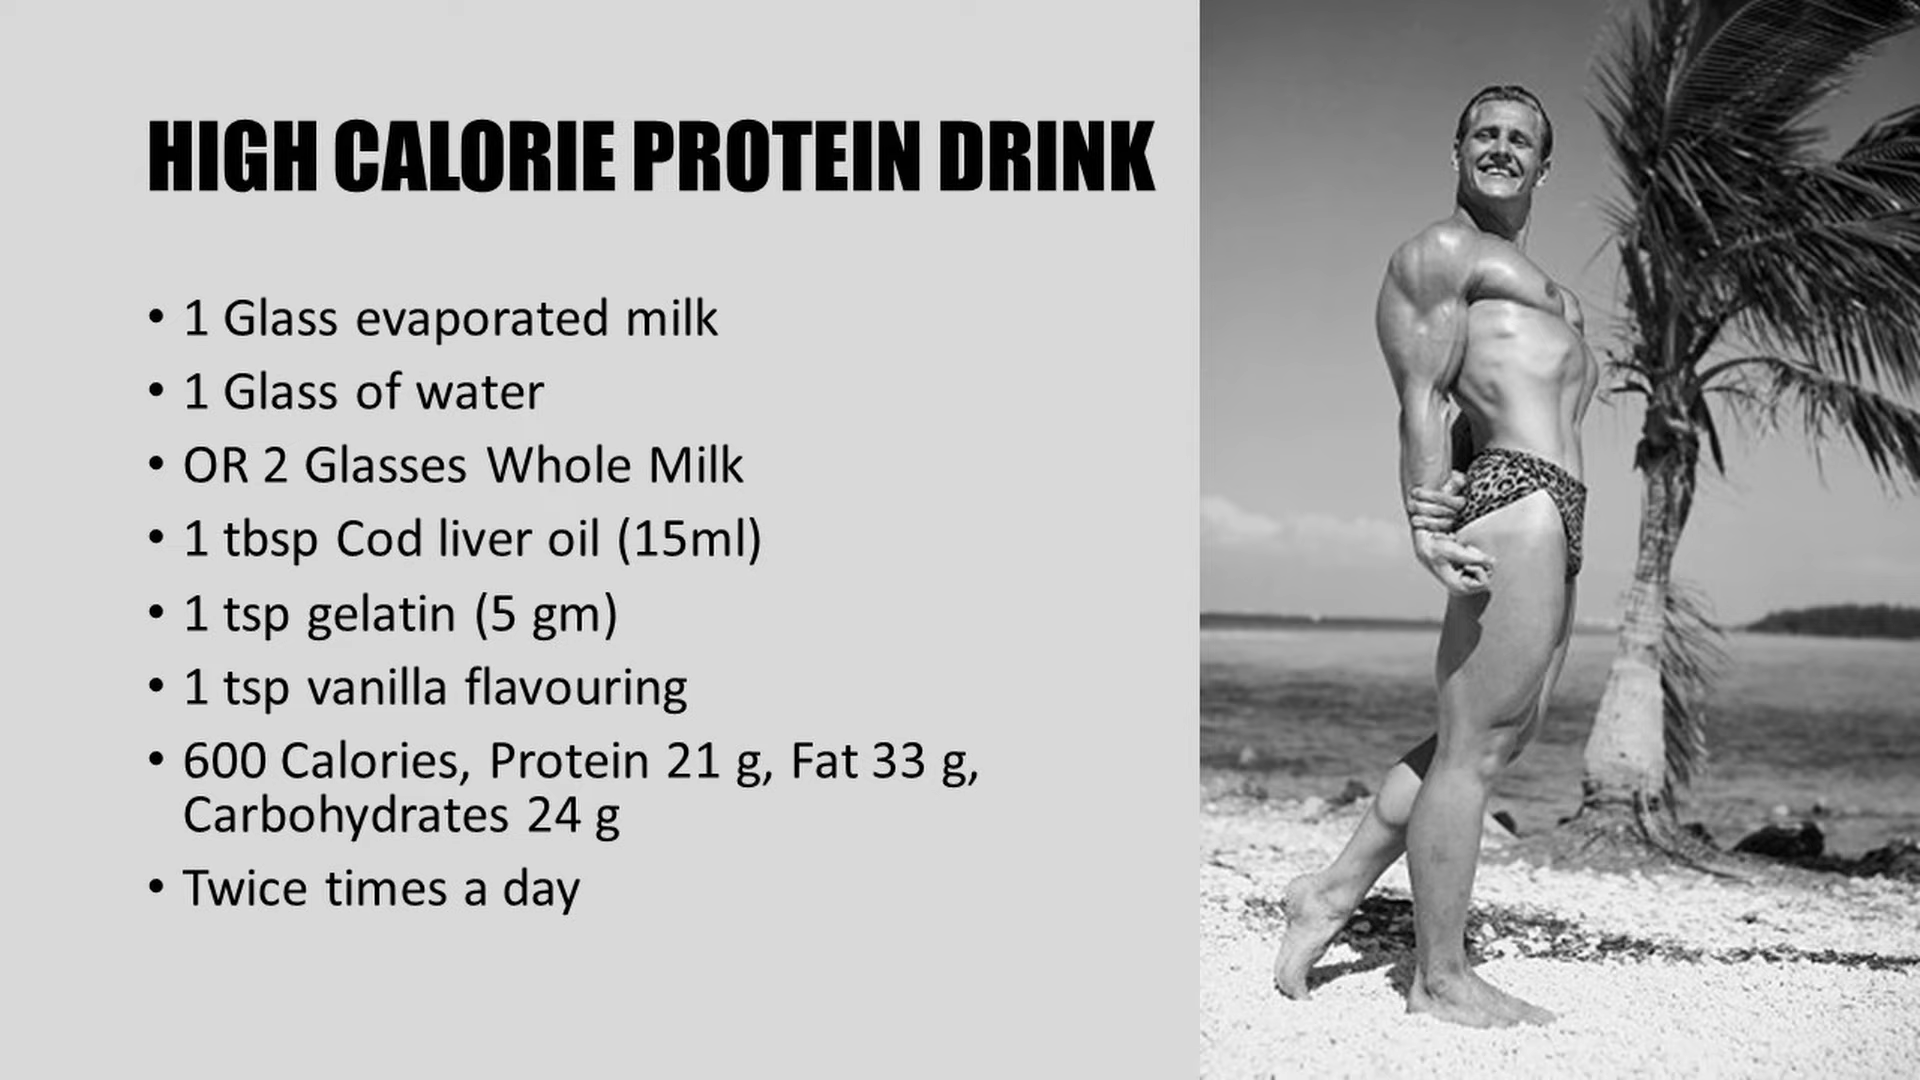 HIGH CALORIE PROTEIN DRINK
• 1 Glass evaporated milk
• 1 Glass of water
• OR 2 Glasses Whole Milk
• 1 tbsp Cod liver oil (15ml)
• 1 tsp gelatin (5 gm)
• 1 tsp vanilla flavouring
• 600 Calories, Protein 21 g, Fat 33 g,
Carbohydrates 24 g
• Twice times a day